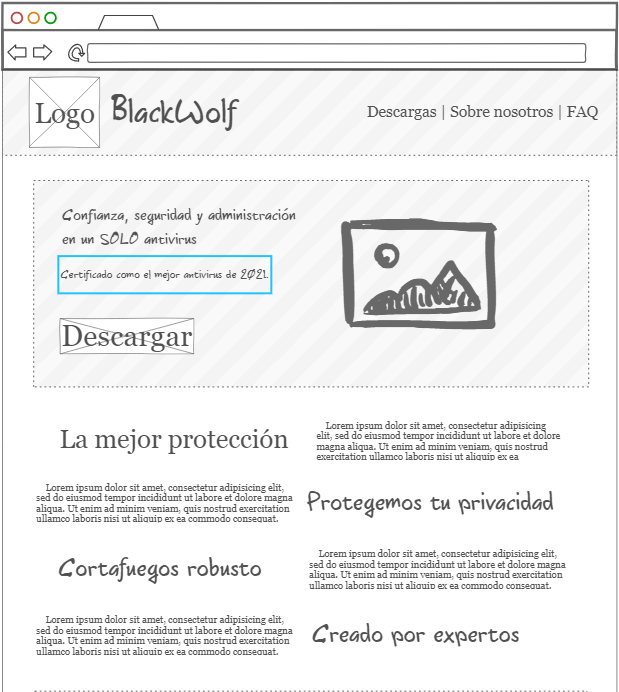 Logo
BlackWolf
Descargas | Sobre nosotros | FAQ
Confianza, seguridad y administración
en un SOLO antivirus
Certificado como el mejor antivirus de 2021.
Descargar
La mejor protección
Lorem ipsum dolor sit amet, consectetur adipisicing
elit, sed do eiusmod tempor incididunt ut labore et dolore
magna aliqua. Ut enim ad minim veniam, quis nostrud
exercitation ullamco laboris nisi ut aliquip ex ea
Lorem ipsum dolor sit amet, consectetur adipisicing elit,
sed do eiusmod tempor incididunt ut labore et dolore magna
aliqua. Ut enim ad minim veniam, quis nostrud exercitation
ullamco laboris nisi ut aliquip ex ea commodo consequat.
Protegemos tu privacidad
Cortafuegos robusto
Lorem ipsum dolor sit amet, consectetur adipisicing elit,
sed do eiusmod tempor incididunt ut labore et dolore magna
aliqua. Ut enim ad minim veniam, quis nostrud exercitation
ullamco laboris nisi ut aliquip ex ea commodo consequat.
Lorem ipsum dolor sit amet, consectetur adipisicing elit,
sed do eiusmod tempor incididunt ut labore et dolore magna
aliqua. Ut enim ad minim veniam, quis nostrud exercitation
ullamco laboris nisi ut aliquip ex ea commodo consequat.
Creado por expertos